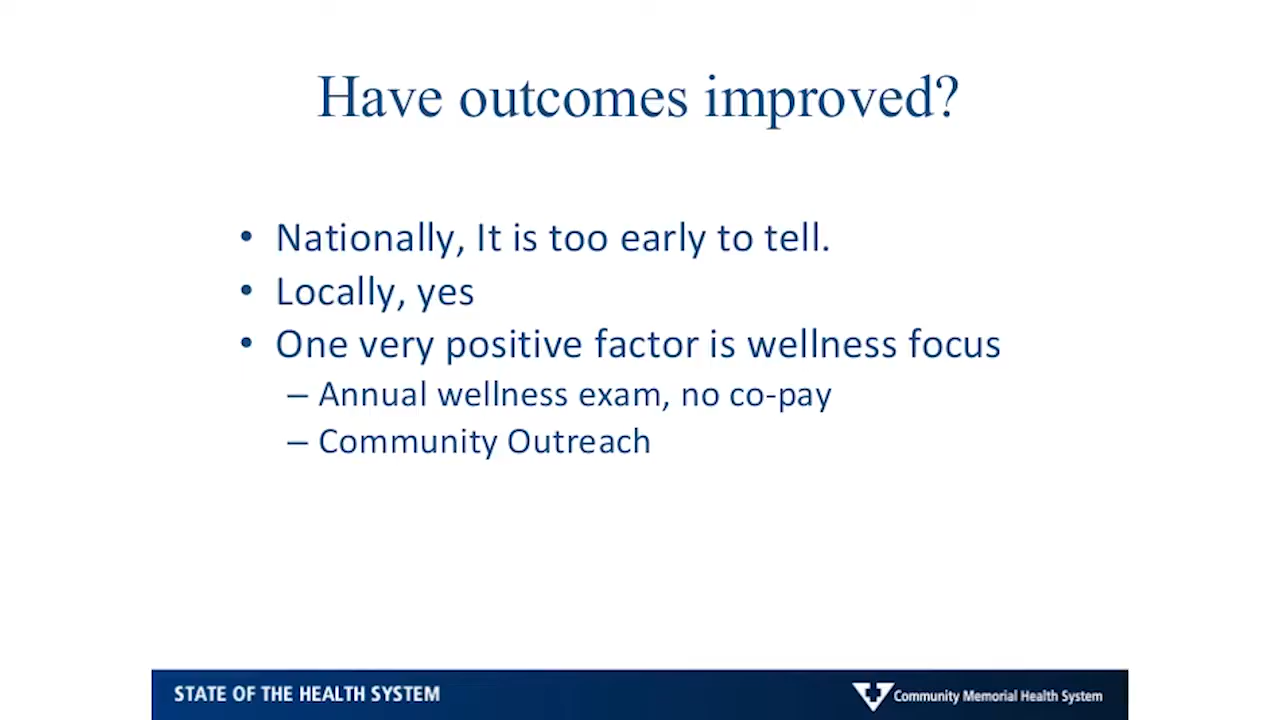 Have outcomes improved?
• Nationally, It is too early to tell.
• Locally, yes
• One very positive factor is wellness focus
– Annual wellness exam, no co-pay
– Community Outreach
STATE OF THE HEALTH SYSTEM
Community Memorial Health System